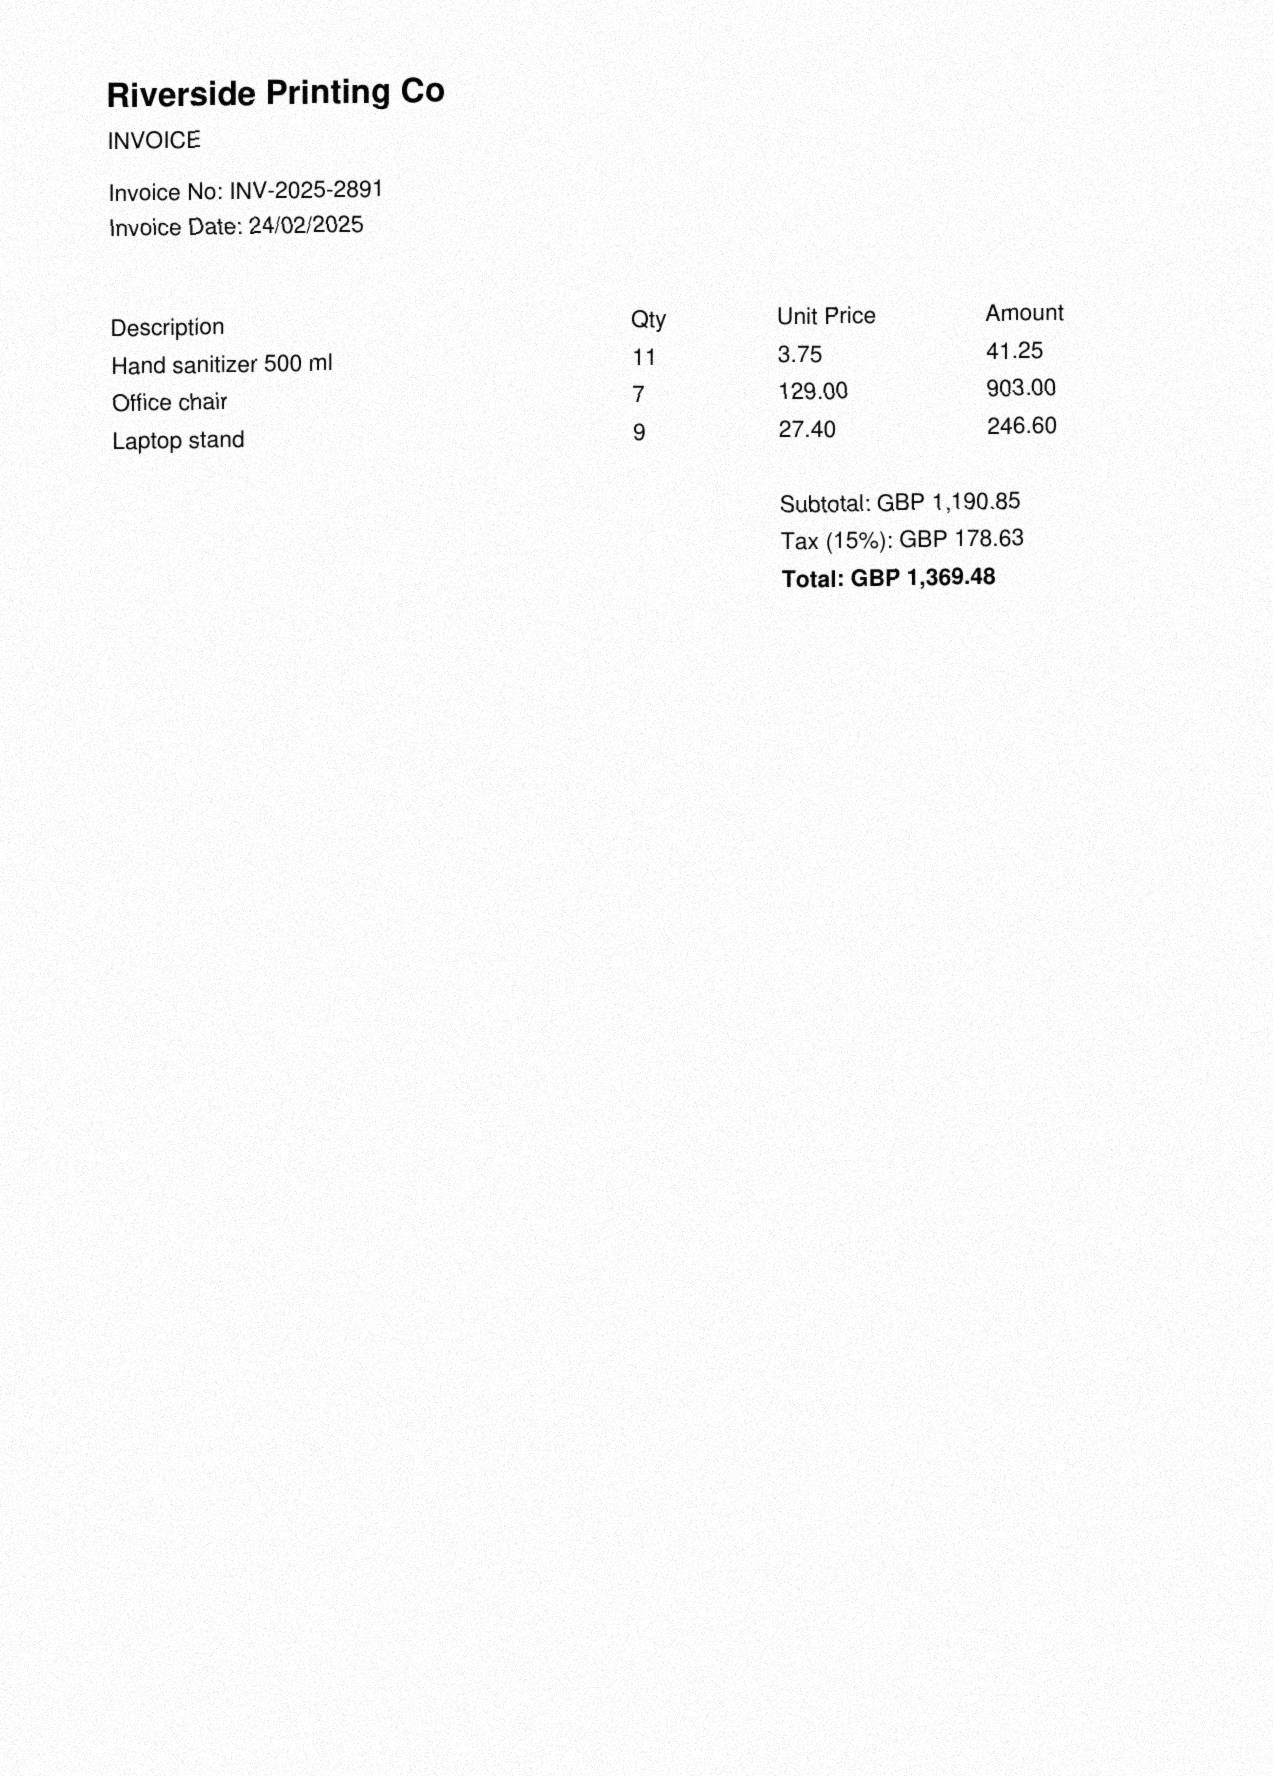 Riverside Printing Co
INVOICE
Invoice No: INV-2025-2891
Invoice Date: 24/02/2025
Description Qty Unit Price Amount
Hand sanitizer 500 ml 11 3.75 41.25
Office chair 7 129.00 903.00
Laptop stand 9 27.40 246.60
Subtotal: GBP 1,190.85
Tax (15%): GBP 178.63
Total: GBP 1,369.48